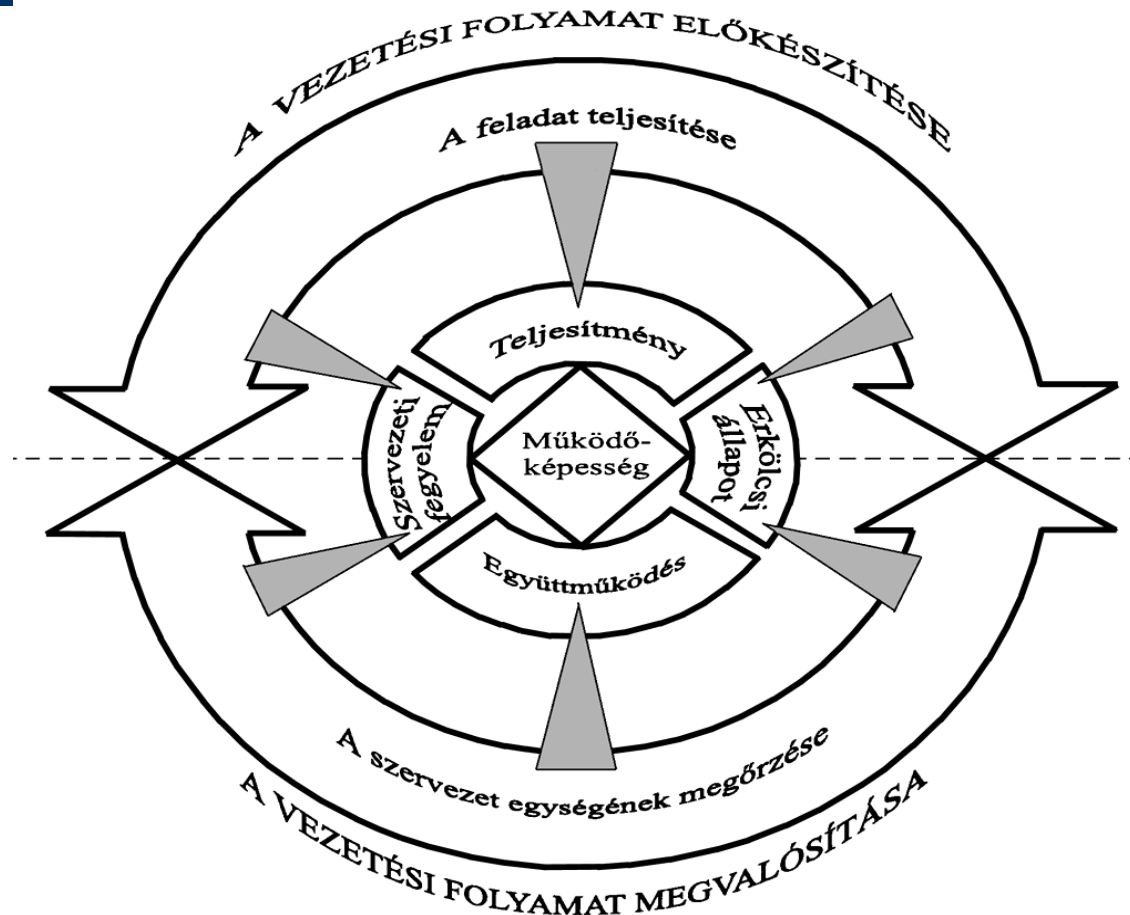 A VEZETÉSI FOLYAMAT ELŐKÉSZÍTÉSE
A feladat teljesítése
Teljesítmény
Szervezeti
fegyelem
Működő-
képesség
Erkölcsi
állapot
Együttműködés
A szervezet egységének megőrzése
A VEZETÉSI FOLYAMAT MEGVALÓSÍTÁSA